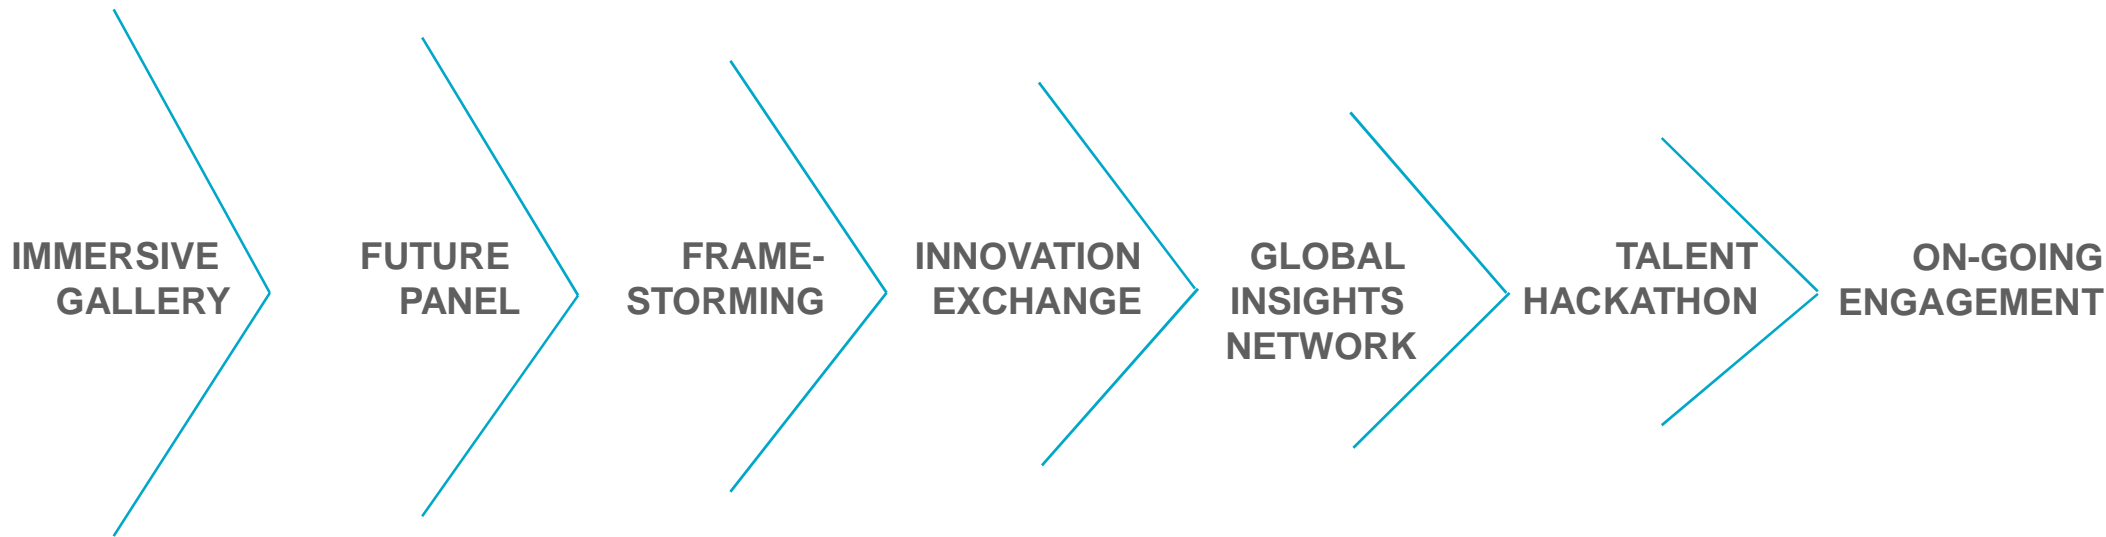 IMMERSIVE
GALLERY
FUTURE
PANEL
FRAME-
STORMING
INNOVATION
EXCHANGE
GLOBAL
INSIGHTS
NETWORK
TALENT
HACKATHON
ON-GOING
ENGAGEMENT